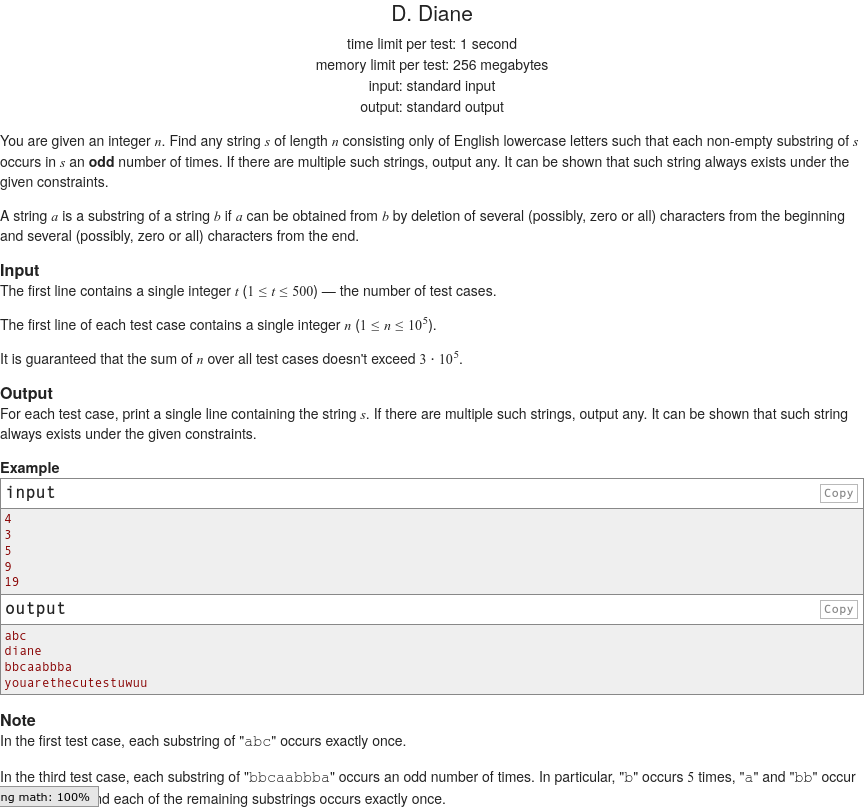 D. Diane
time limit per test: 1 second
memory limit per test: 256 megabytes
input: standard input
output: standard output
You are given an integer n. Find any string s of length n consisting only of English lowercase letters such that each non-empty substring of s
occurs in s an odd number of times. If there are multiple such strings, output any. It can be shown that such string always exists under the
given constraints.
A string a is a substring of a string b if a can be obtained from b by deletion of several (possibly, zero or all) characters from the beginning
and several (possibly, zero or all) characters from the end.
Input
The first line contains a single integer t (1 ≤ t ≤ 500) — the number of test cases.
The first line of each test case contains a single integer n (1 ≤ n ≤ 10^5).
It is guaranteed that the sum of n over all test cases doesn't exceed 3 · 10^5.
Output
For each test case, print a single line containing the string s. If there are multiple such strings, output any. It can be shown that such string
always exists under the given constraints.
Example
input Copy
4
3
5
9
19
output Copy
abc
diane
bbcaabbba
youarethecutestuwuu
Note
In the first test case, each substring of "abc" occurs exactly once.
In the third test case, each substring of "bbcaabbba" occurs an odd number of times. In particular, "b" occurs 5 times, "a" and "bb" occur
ng math: 100% d each of the remaining substrings occurs exactly once.